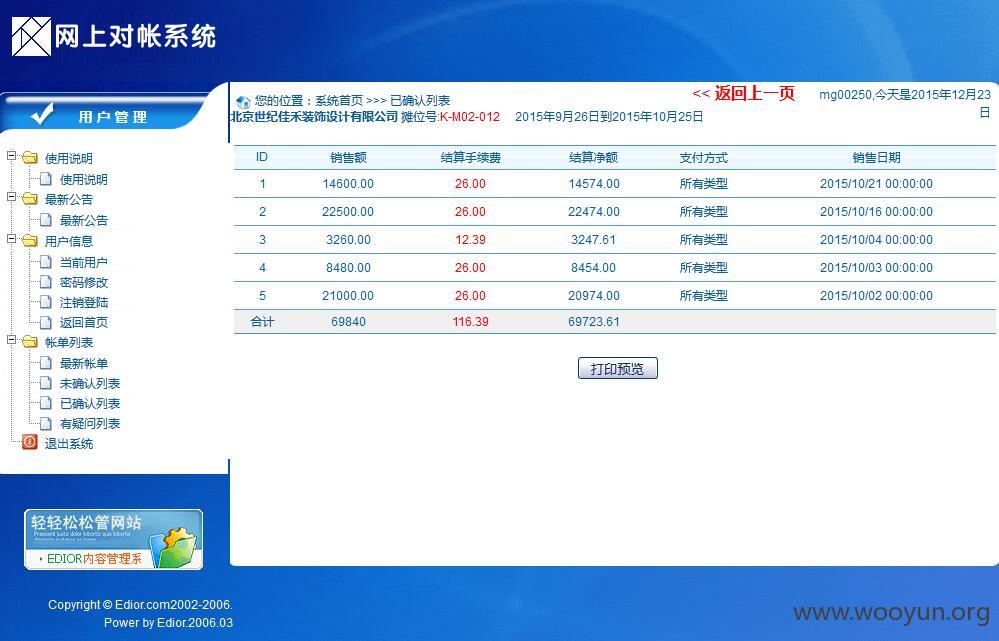 网上对帐系统
用户管理
使用说明
使用说明
最新公告
最新公告
用户信息
当前用户
密码修改
注销登陆
返回首页
帐单列表
最新帐单
未确认列表
已确认列表
有疑问列表
退出系统
轻轻松松管网站
EDIOR内容管理系
Copyright © Edior.com2002-2006.
Power by Edior.2006.03
<< 返回上一页
mg00250,今天是2015年12月23
日
您的位置：系统首页 >>> 已确认列表
北京世纪佳禾装饰设计有限公司 摊位号:K-M02-012 2015年9月26日到2015年10月25日
ID 销售额 结算手续费 结算净额 支付方式 销售日期
1 14600.00 26.00 14574.00 所有类型 2015/10/21 00:00:00
2 22500.00 26.00 22474.00 所有类型 2015/10/16 00:00:00
3 3260.00 12.39 3247.61 所有类型 2015/10/04 00:00:00
4 8480.00 26.00 8454.00 所有类型 2015/10/03 00:00:00
5 21000.00 26.00 20974.00 所有类型 2015/10/02 00:00:00
合计 69840 116.39 69723.61
打印预览
www.wooyun.org